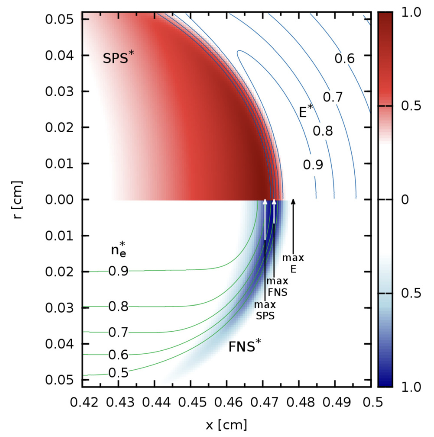 0.05
0.04
0.03
0.02
0.01
0.00
0.01
0.02
0.03
0.04
0.05
r [cm]
SPS*
E*
0.6
0.7
0.8
0.9
n*e
0.9
0.8
0.7
0.6
0.5
max
E
max
FNS
max
SPS
FNS*
0.42 0.43 0.44 0.45 0.46 0.47 0.48 0.49 0.5
x [cm]
1.0
0.5
0
0.5
1.0